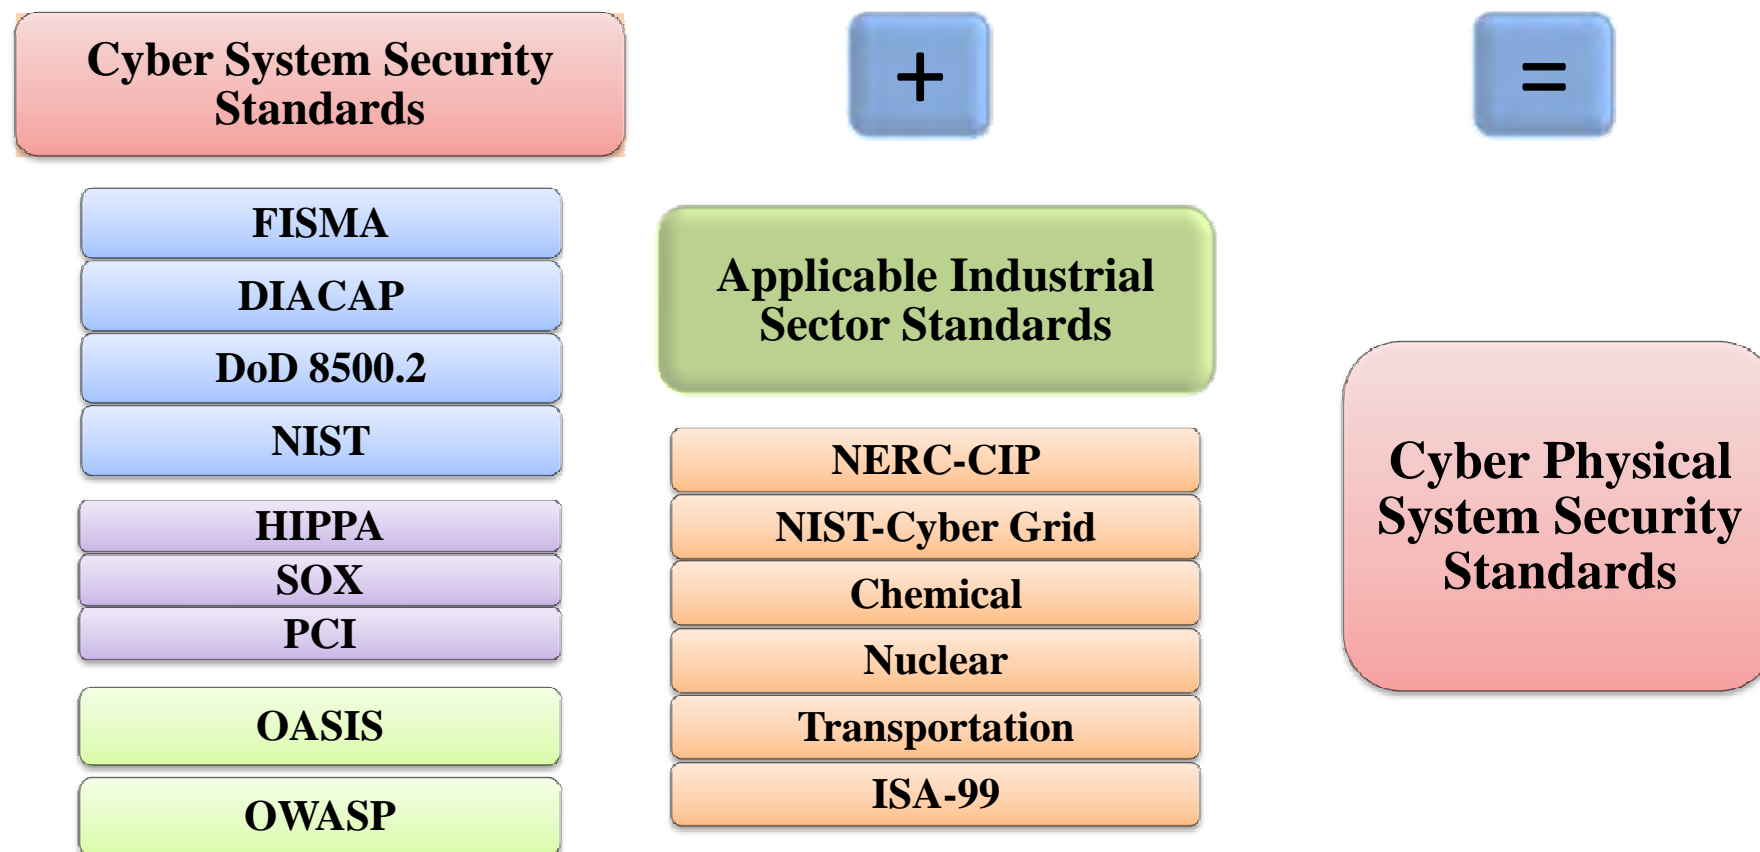 Cyber System Security
Standards
FISMA
DIACAP
DoD 8500.2
NIST
HIPPA
SOX
PCI
OASIS
OWASP
+
Applicable Industrial
Sector Standards
NERC-CIP
NIST-Cyber Grid
Chemical
Nuclear
Transportation
ISA-99
=
Cyber Physical
System Security
Standards